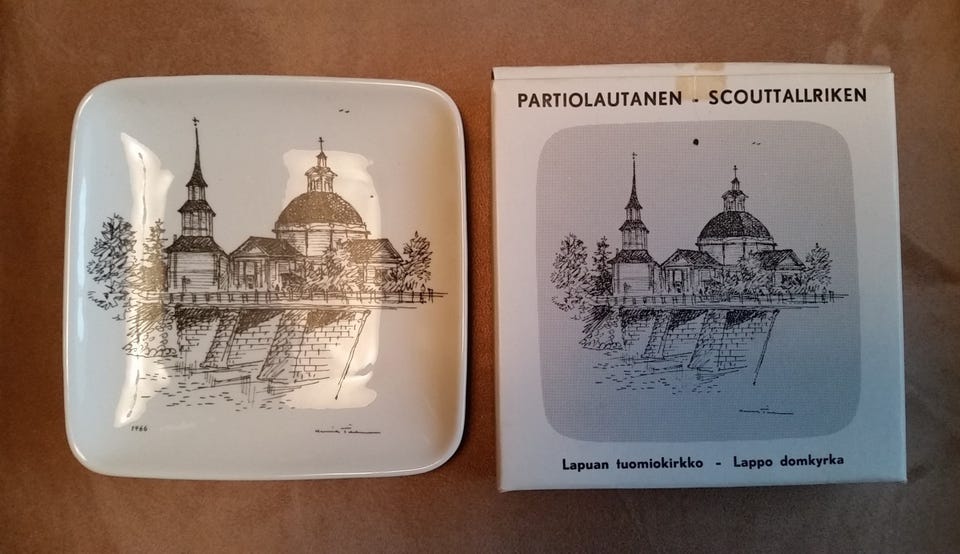 1966
PARTIOLAUTANEN - SCOUTTALLRIKEN
Lapuan tuomiokirkko - Lappo domkyrka